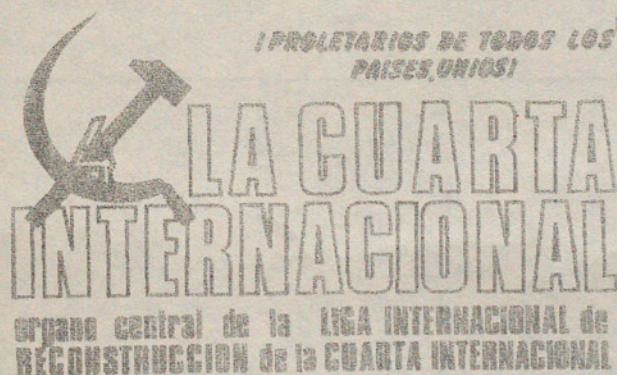 ¡PROLETARIOS DE TODOS LOS
PAISES, UNIOS!
LA CUARTA
INTERNACIONAL
organo central de la LIGA INTERNACIONAL de
RECONSTRUCCION de la CUARTA INTERNACIONAL